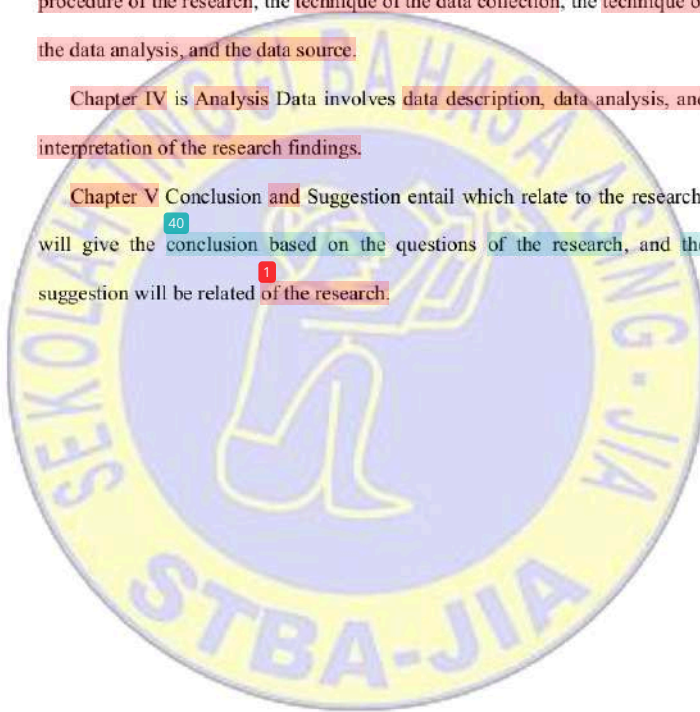 procedure of the research, the technique of the data collection, the technique o
the data analysis, and the data source.
Chapter IV is Analysis Data involves data description, data analysis, and
interpretation of the research findings.
Chapter V Conclusion and Suggestion entail which relate to the research
40
will give the conclusion based on the questions of the research, and the
1
suggestion will be related of the research.
SEKOLAH TINGGI BAHASA ASING - JIA
STBA-JIA